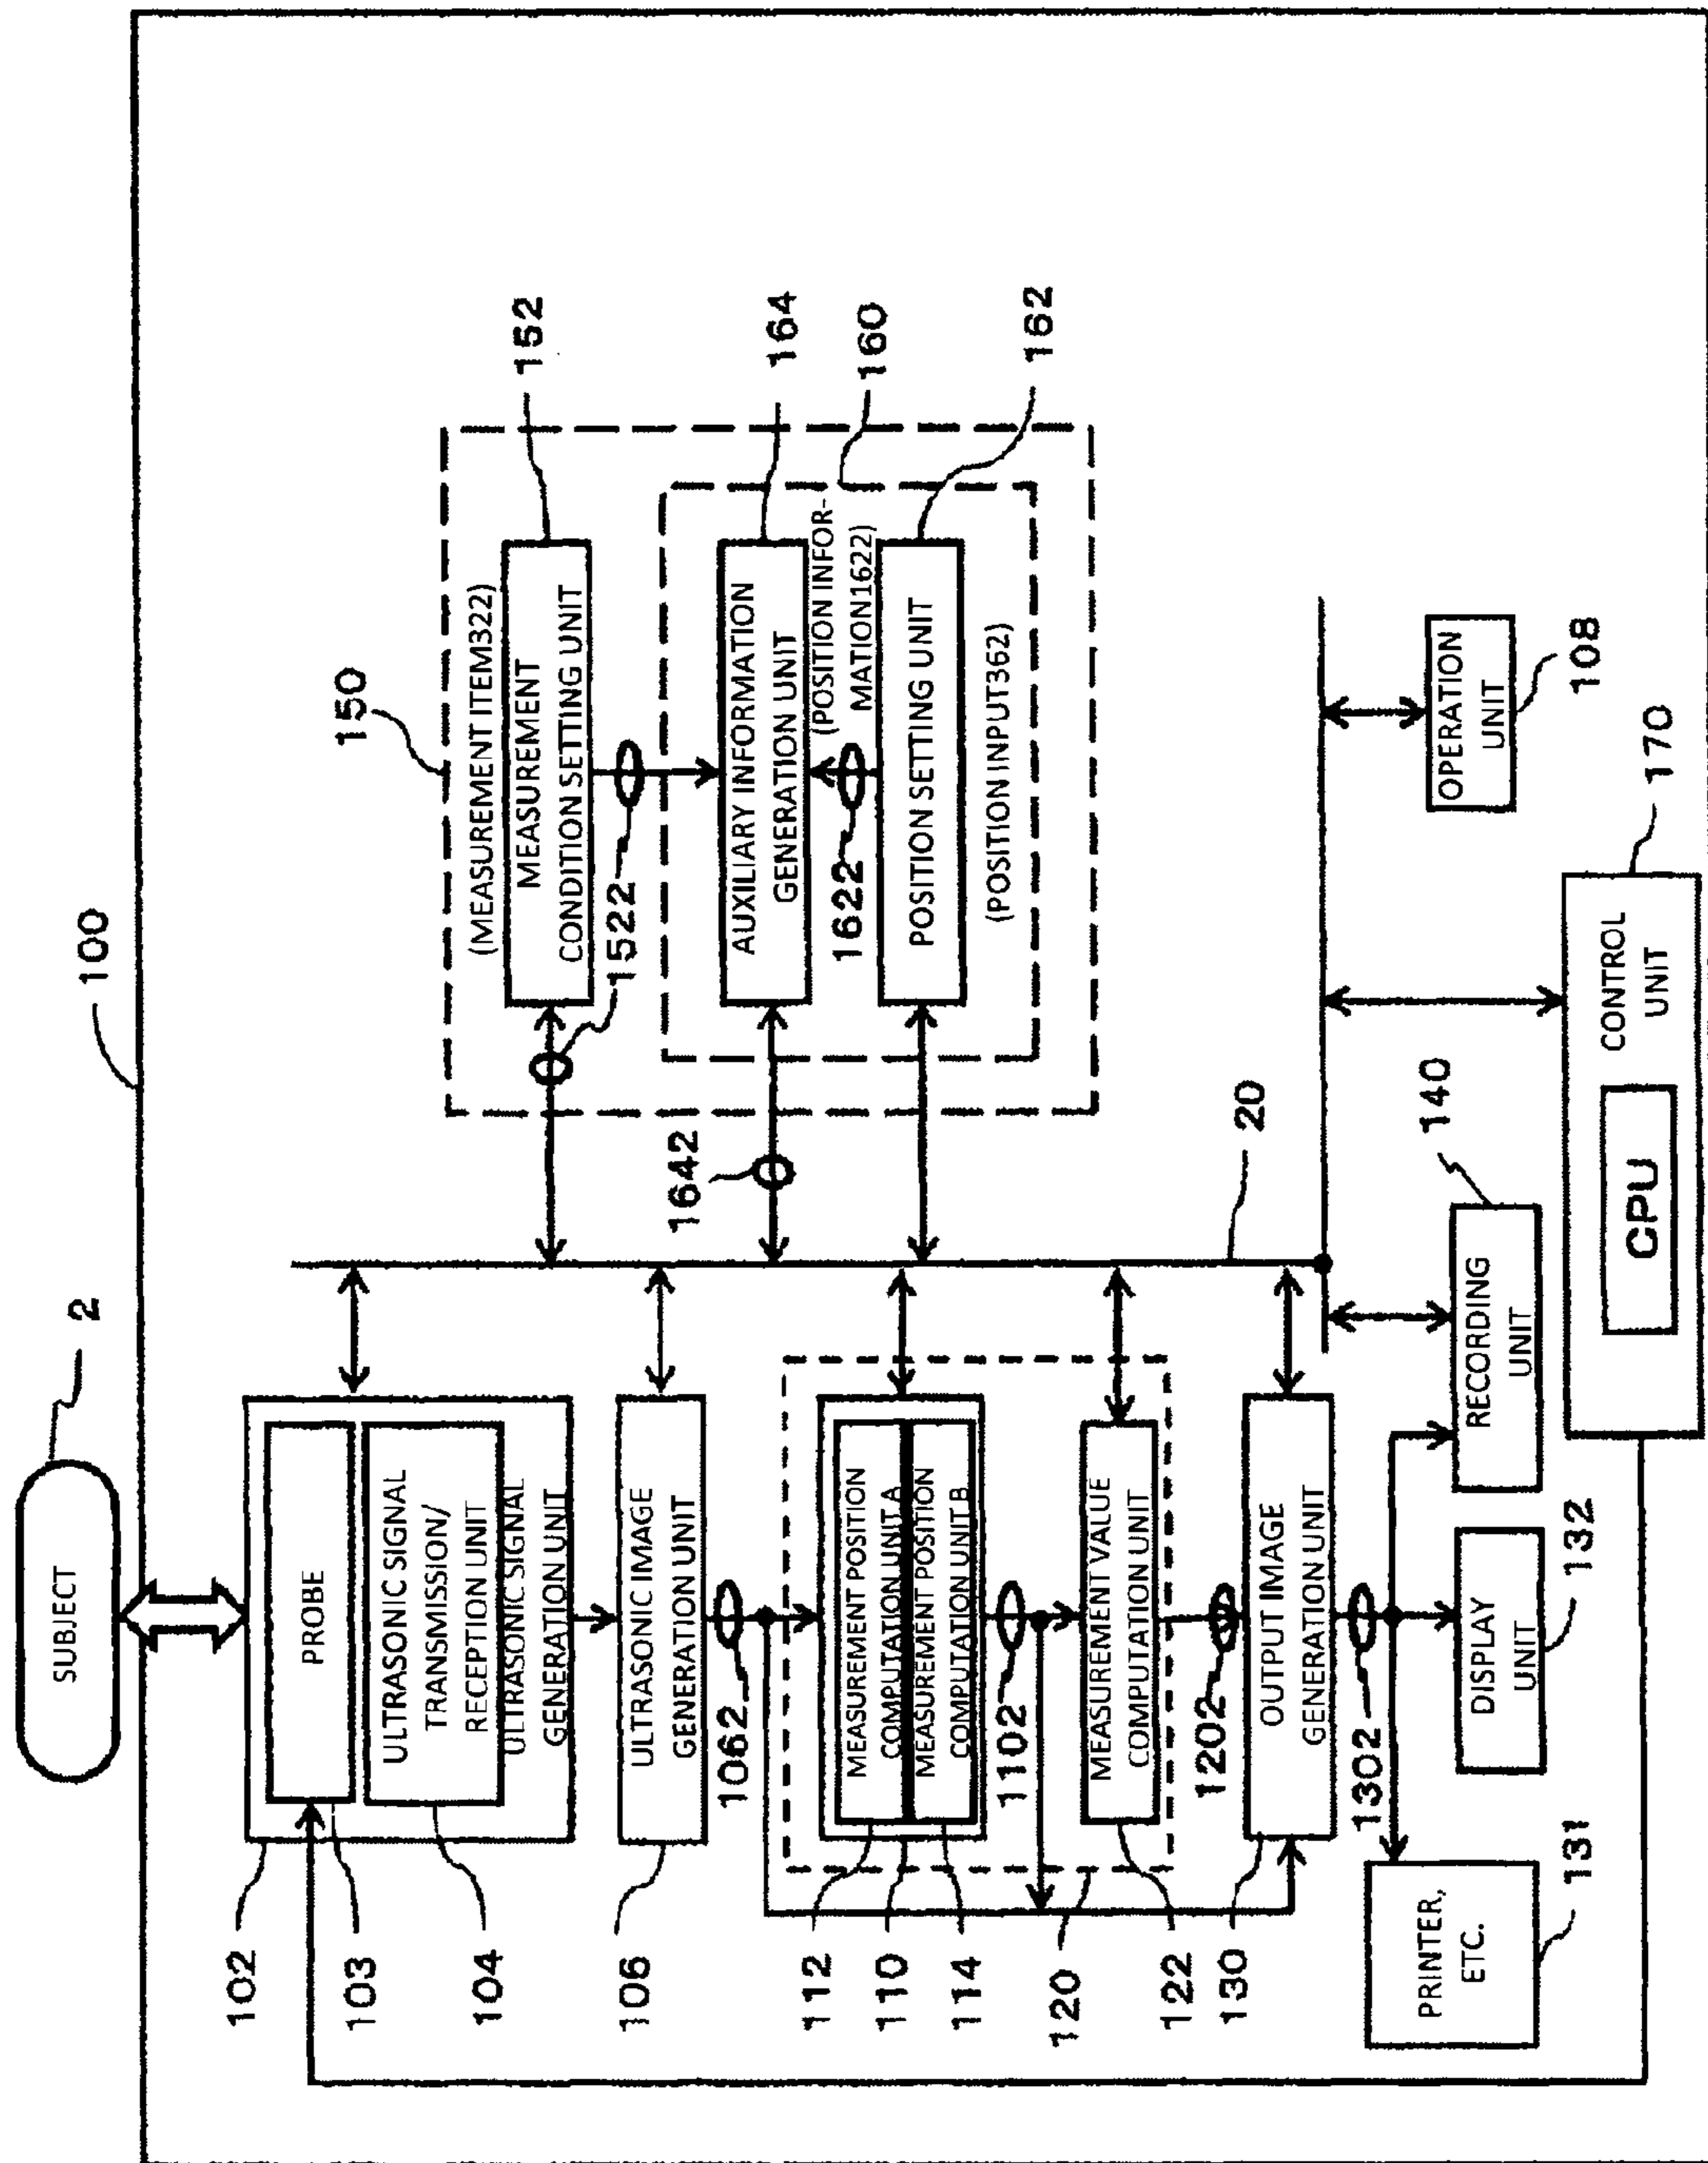 100
SUBJECT
2
102
103
104
PROBE
ULTRASONIC SIGNAL
TRANSMISSION/
RECEPTION UNIT
ULTRASONIC SIGNAL
GENERATION UNIT
106
ULTRASONIC IMAGE
GENERATION UNIT
1062
112
110
114
MEASUREMENT POSITION
COMPUTATION UNIT A
MEASUREMENT POSITION
COMPUTATION UNIT B
1102
120
122
MEASUREMENT VALUE
COMPUTATION UNIT
1202
130
OUTPUT IMAGE
GENERATION UNIT
1302
PRINTER,
ETC.
131
DISPLAY
UNIT
132
RECORDING
UNIT
140
20
150
(MEASUREMENT ITEM322)
MEASUREMENT
CONDITION SETTING UNIT
152
1522
1522
1642
AUXILIARY INFORMATION
GENERATION UNIT
164
(POSITION INFOR-
MATION1622)
160
1622
POSITION SETTING UNIT
162
(POSITION INPUT362)
OPERATION
UNIT
108
CONTROL
UNIT
CPU
170